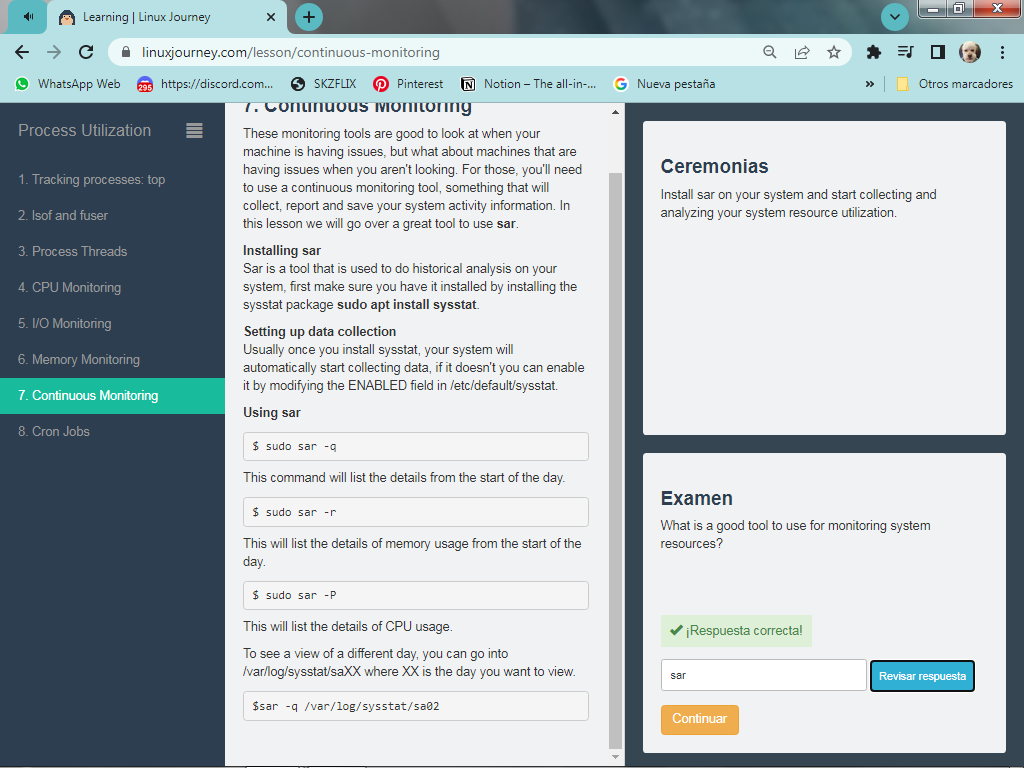 Learning | Linux Journey
linuxjourney.com/lesson/continuous-monitoring
WhatsApp Web
295
https://discord.com...
SKZFLIX
Pinterest
Notion – The all-in-...
Nueva pestaña
»
Otros marcadores
Process Utilization
1. Tracking processes: top
2. lsof and fuser
3. Process Threads
4. CPU Monitoring
5. I/O Monitoring
6. Memory Monitoring
7. Continuous Monitoring
8. Cron Jobs
7. Continuous Monitoring
These monitoring tools are good to look at when your
machine is having issues, but what about machines that are
having issues when you aren't looking. For those, you'll need
to use a continuous monitoring tool, something that will
collect, report and save your system activity information. In
this lesson we will go over a great tool to use sar.
Installing sar
Sar is a tool that is used to do historical analysis on your
system, first make sure you have it installed by installing the
sysstat package sudo apt install sysstat.
Setting up data collection
Usually once you install sysstat, your system will
automatically start collecting data, if it doesn't you can enable
it by modifying the ENABLED field in /etc/default/sysstat.
Using sar
$ sudo sar -q
This command will list the details from the start of the day.
$ sudo sar -r
This will list the details of memory usage from the start of the
day.
$ sudo sar -P
This will list the details of CPU usage.
To see a view of a different day, you can go into
/var/log/sysstat/saXX where XX is the day you want to view.
$sar -q /var/log/sysstat/sa02
Ceremonias
Install sar on your system and start collecting and
analyzing your system resource utilization.
Examen
What is a good tool to use for monitoring system
resources?
¡Respuesta correcta!
sar
Revisar respuesta
Continuar